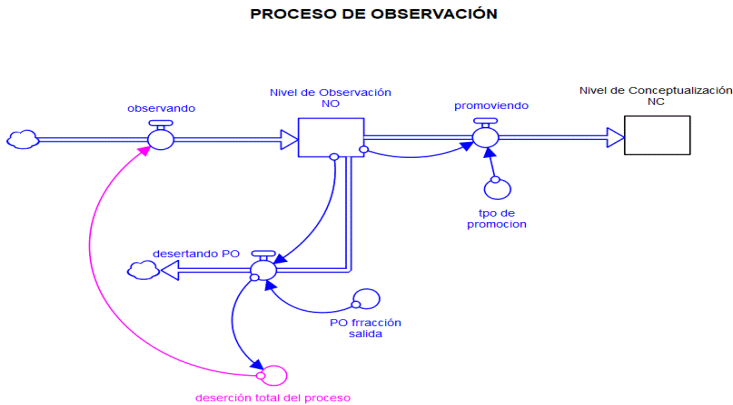 PROCESO DE OBSERVACIÓN
Nivel de Observación
NO
Nivel de Conceptualización
NC
observando
promoviendo
tpo de
promocion
desertando PO
PO frracción
salida
deserción total del proceso